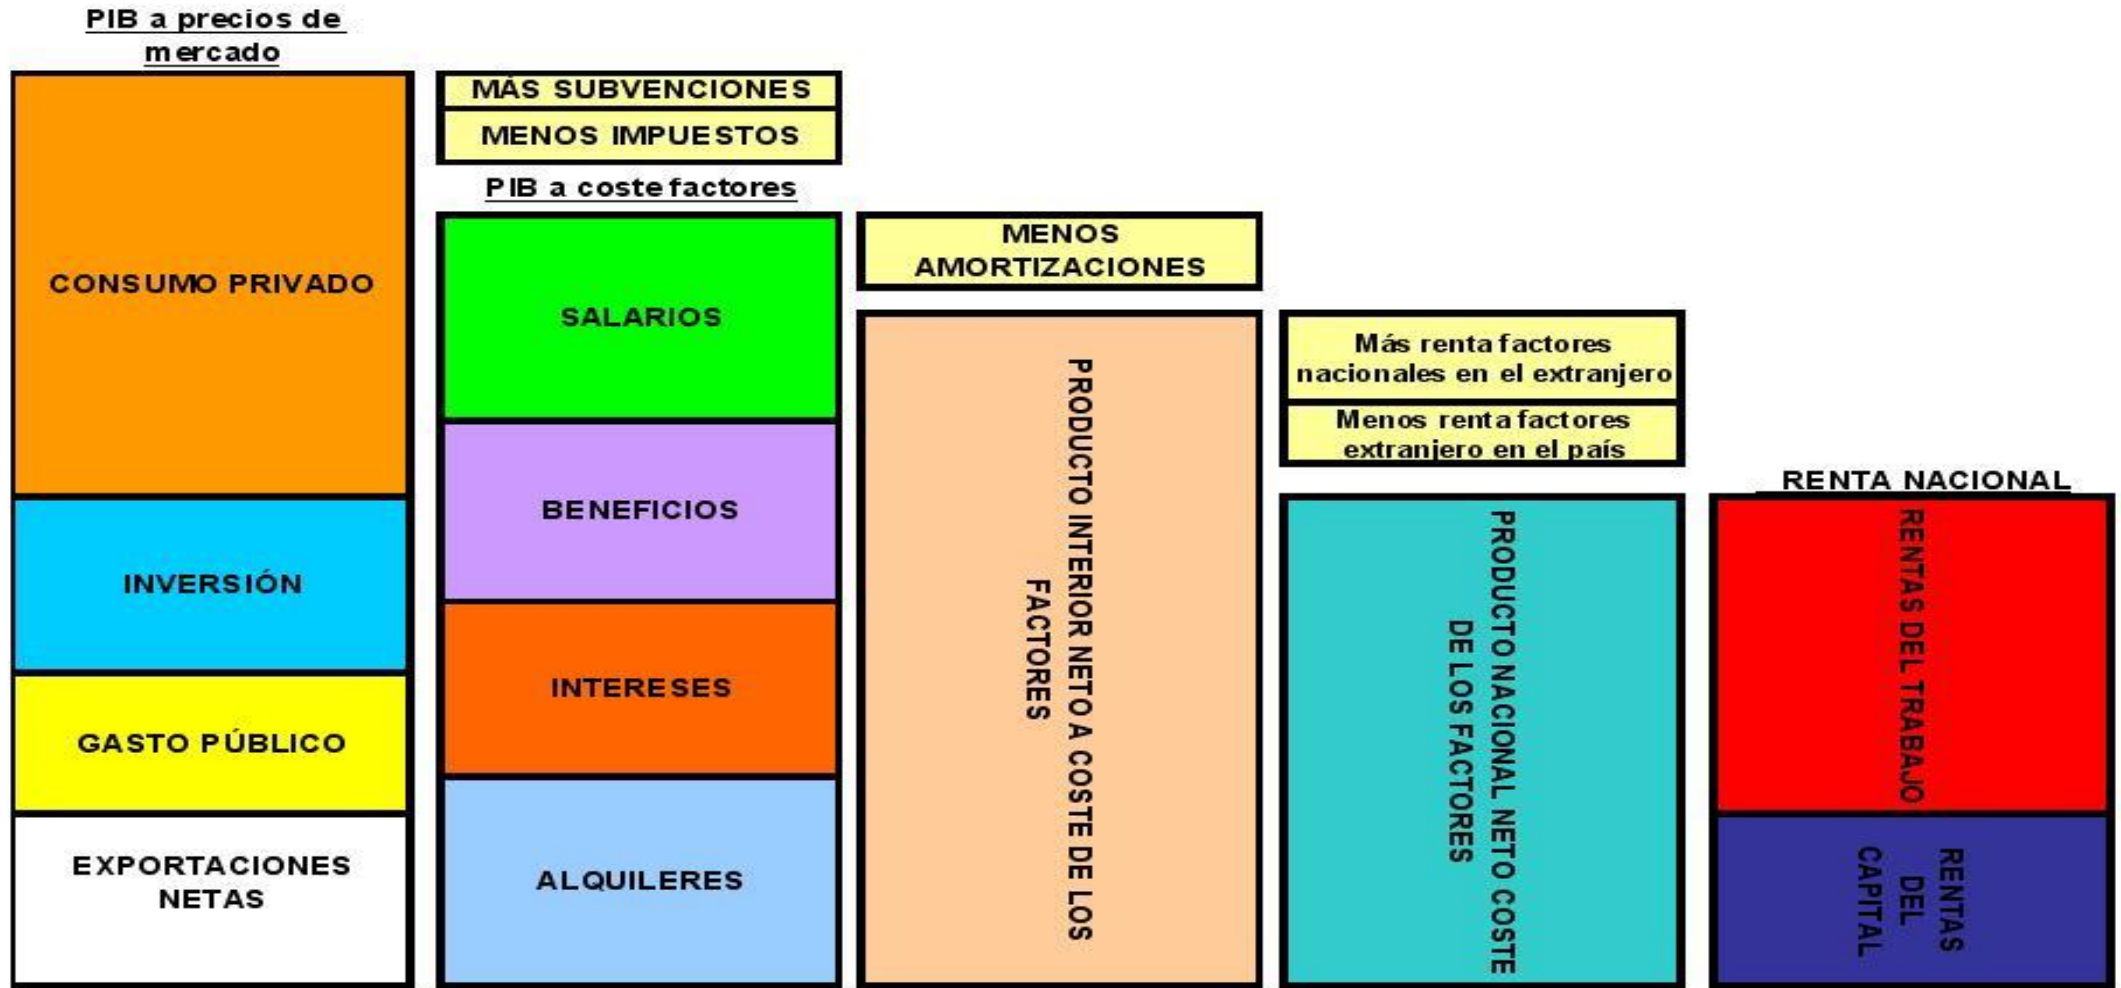 PIB a precios de
mercado
CONSUMO PRIVADO
INVERSIÓN
GASTO PÚBLICO
EXPORTACIONES
NETAS
MÁS SUBVENCIONES
MENOS IMPUESTOS
PIB a coste factores
SALARIOS
BENEFICIOS
INTERESES
ALQUILERES
MENOS
AMORTIZACIONES
PRODUCTO INTERIOR NETO A COSTE DE LOS
FACTORES
Más renta factores
nacionales en el extranjero
Menos renta factores
extranjero en el país
PRODUCTO NACIONAL NETO COSTE
DE LOS FACTORES
RENTA NACIONAL
RENTAS DEL TRABAJO
RENTAS
DEL
CAPITAL